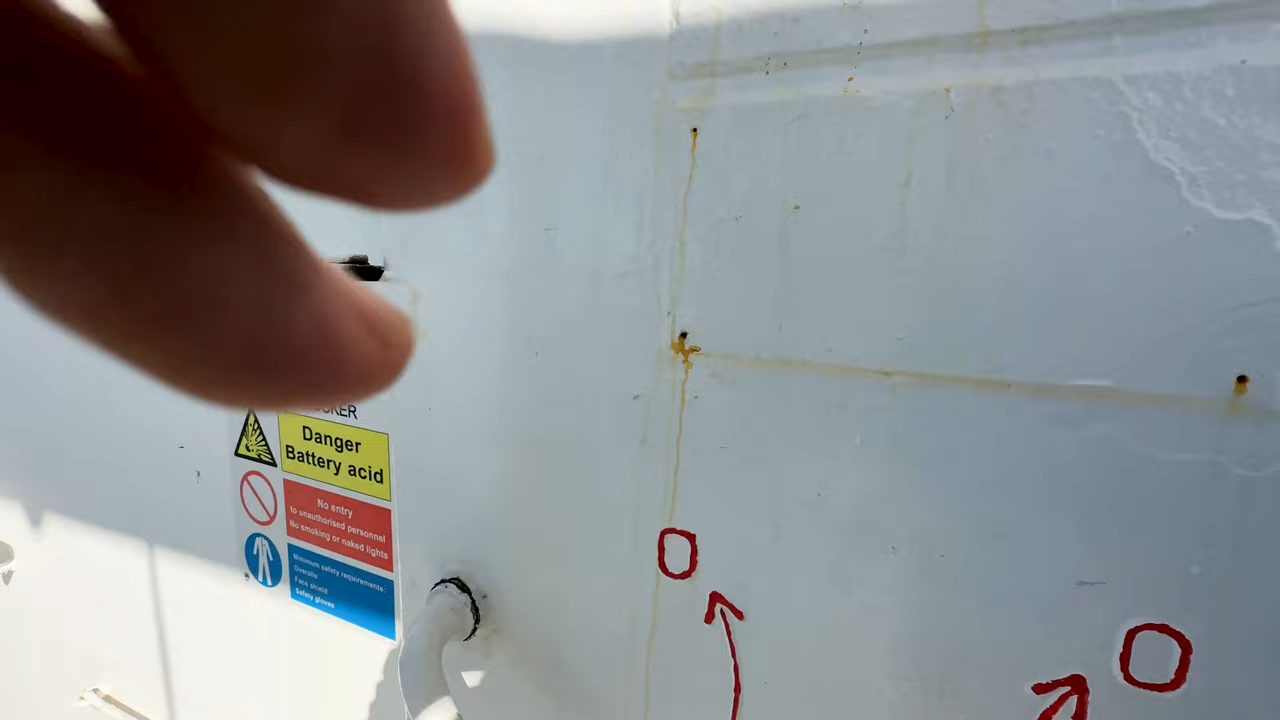 Danger
Battery acid
No entry
to unauthorised personnel
No smoking or naked lights
Minimum safety requirements:
Overalls
Face shield
Safety gloves
O
O